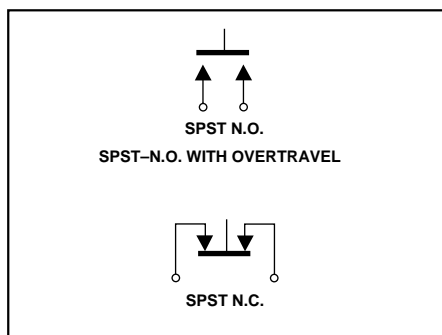 SPST N.O.
SPST–N.O. WITH OVERTRAVEL
SPST N.C.